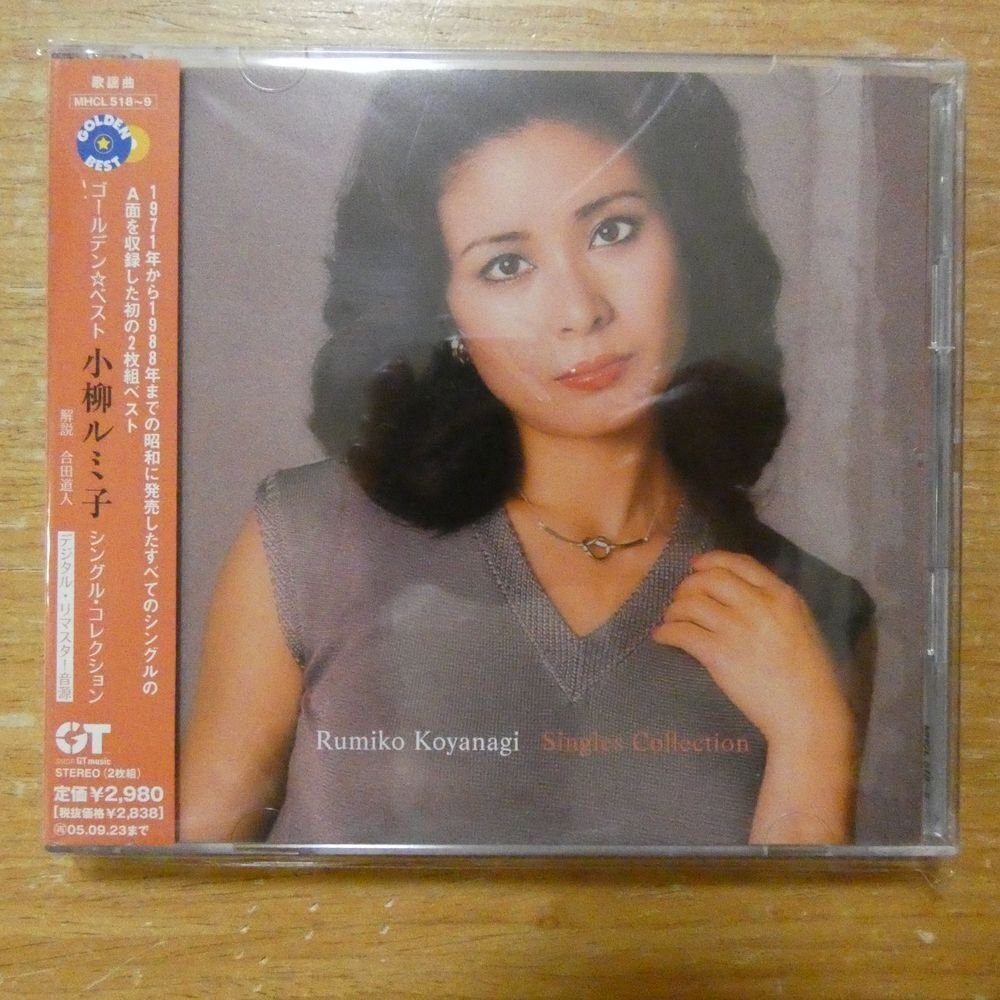 歌謡曲
MHCL 518~9
GOLDEN
BEST
1971年から1988年までの昭和に発売したすべてのシングルの
A面を収録した初の2枚組ベスト
ゴールデン☆ベスト 小柳ルミ子 シングル・コレクション
解説 合田道人
デジタル・リマスター音源
GT
GT music
STEREO (2枚組)
定価¥2,980
[税抜価格¥2,838]
再05.09.23まで
Rumiko Koyanagi Singles Collection